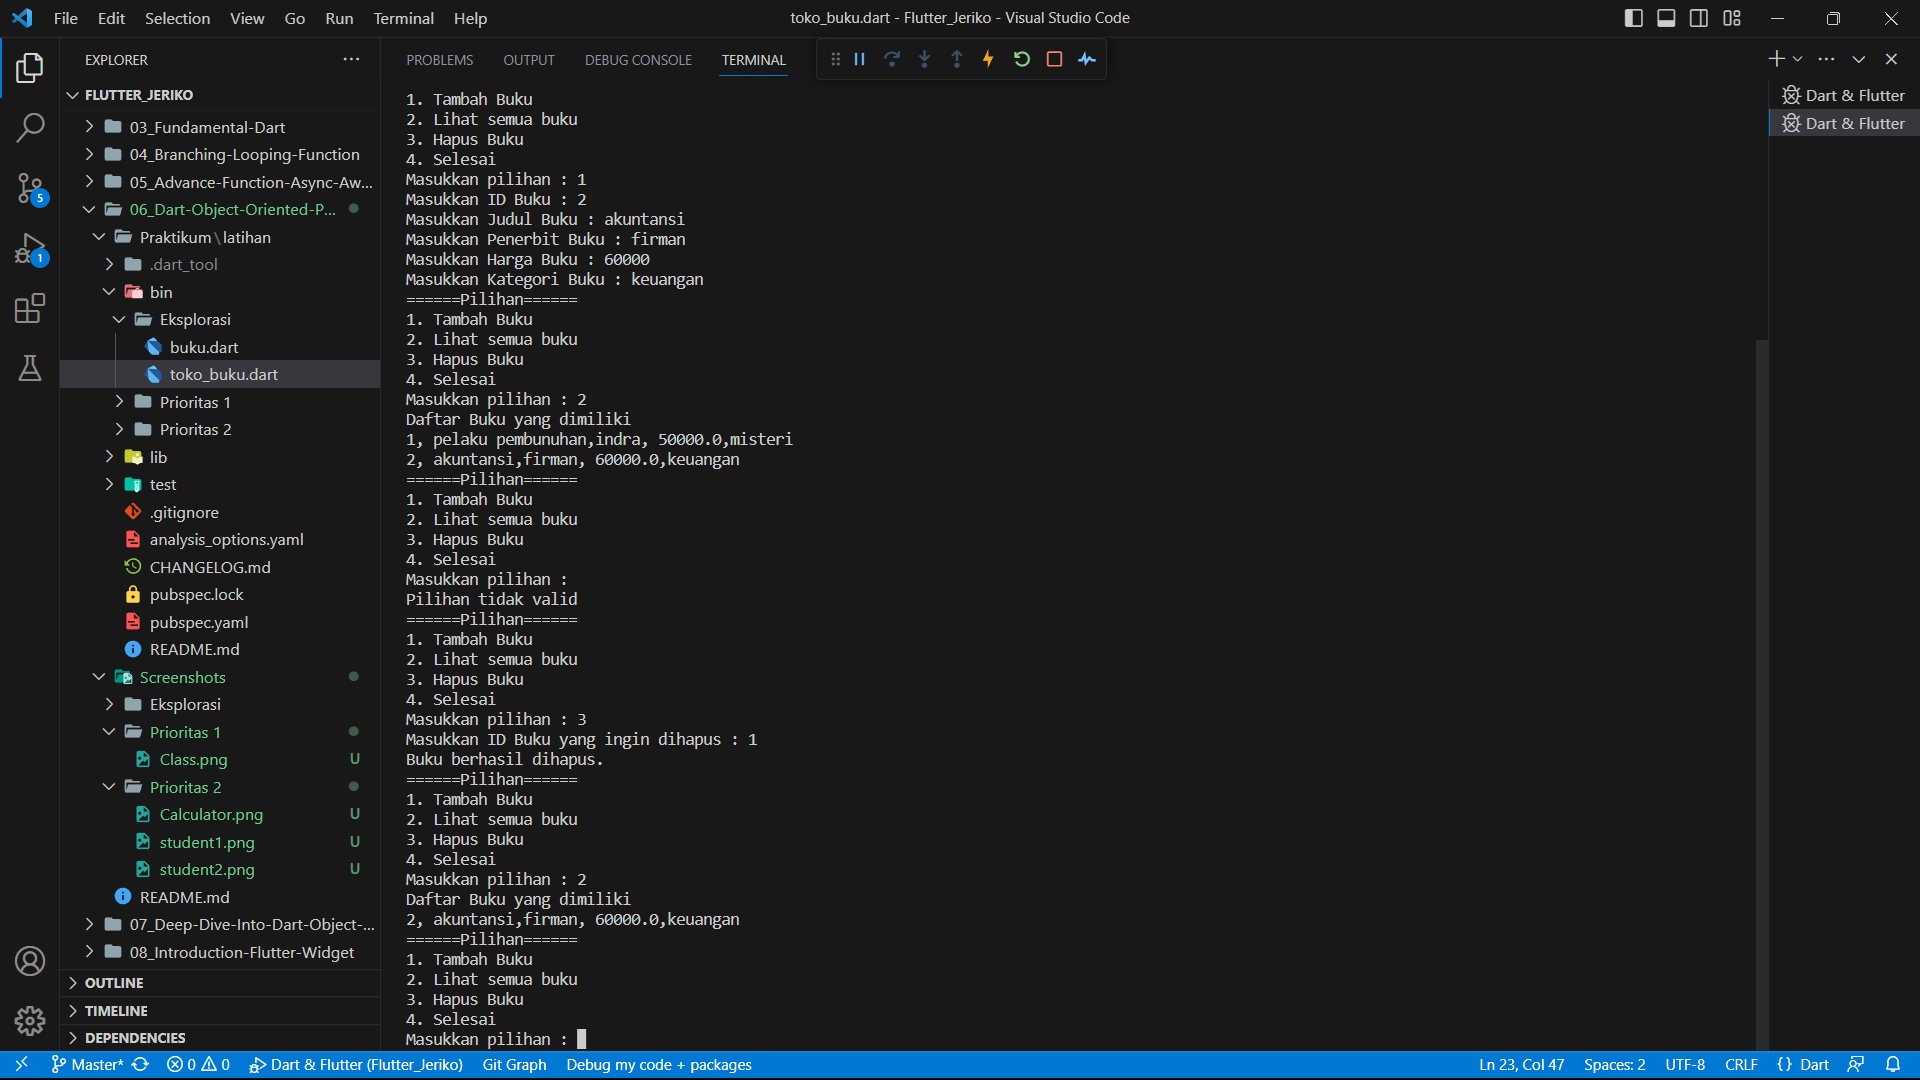 File Edit Selection View Go Run Terminal Help
toko_buku.dart - Flutter_Jeriko - Visual Studio Code
EXPLORER
FLUTTER_JERIKO
03_Fundamental-Dart
04_Branching-Looping-Function
05_Advance-Function-Async-Aw...
06_Dart-Object-Oriented-P...
Praktikum\latihan
.dart_tool
bin
Eksplorasi
buku.dart
toko_buku.dart
Prioritas 1
Prioritas 2
lib
test
.gitignore
analysis_options.yaml
CHANGELOG.md
pubspec.lock
pubspec.yaml
README.md
Screenshots
Eksplorasi
Prioritas 1
Class.png U
Prioritas 2
Calculator.png U
student1.png U
student2.png U
README.md
07_Deep-Dive-Into-Dart-Object-...
08_Introduction-Flutter-Widget
OUTLINE
TIMELINE
DEPENDENCIES
5
1
PROBLEMS OUTPUT DEBUG CONSOLE TERMINAL
1. Tambah Buku
2. Lihat semua buku
3. Hapus Buku
4. Selesai
Masukkan pilihan : 1
Masukkan ID Buku : 2
Masukkan Judul Buku : akuntansi
Masukkan Penerbit Buku : firman
Masukkan Harga Buku : 60000
Masukkan Kategori Buku : keuangan
======Pilihan======
1. Tambah Buku
2. Lihat semua buku
3. Hapus Buku
4. Selesai
Masukkan pilihan : 2
Daftar Buku yang dimiliki
1, pelaku pembunuhan,indra, 50000.0,misteri
2, akuntansi,firman, 60000.0,keuangan
======Pilihan======
1. Tambah Buku
2. Lihat semua buku
3. Hapus Buku
4. Selesai
Masukkan pilihan :
Pilihan tidak valid
======Pilihan======
1. Tambah Buku
2. Lihat semua buku
3. Hapus Buku
4. Selesai
Masukkan pilihan : 3
Masukkan ID Buku yang ingin dihapus : 1
Buku berhasil dihapus.
======Pilihan======
1. Tambah Buku
2. Lihat semua buku
3. Hapus Buku
4. Selesai
Masukkan pilihan : 2
Daftar Buku yang dimiliki
2, akuntansi,firman, 60000.0,keuangan
======Pilihan======
1. Tambah Buku
2. Lihat semua buku
3. Hapus Buku
4. Selesai
Masukkan pilihan :
Dart & Flutter
Dart & Flutter
Master* 0 0 Dart & Flutter (Flutter_Jeriko) Git Graph Debug my code + packages Ln 23, Col 47 Spaces: 2 UTF-8 CRLF {} Dart